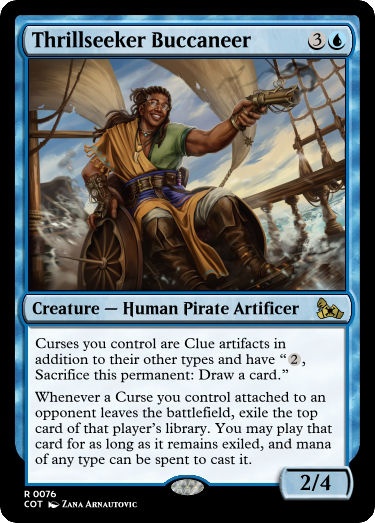 Thrillseeker Buccaneer 3
Creature — Human Pirate Artificer
Curses you control are Clue artifacts in
addition to their other types and have “2,
Sacrifice this permanent: Draw a card.”
Whenever a Curse you control attached to an
opponent leaves the battlefield, exile the top
card of that player's library. You may play that
card for as long as it remains exiled, and mana
of any type can be spent to cast it.
2/4
R 0076
COT Zana Arnautovic